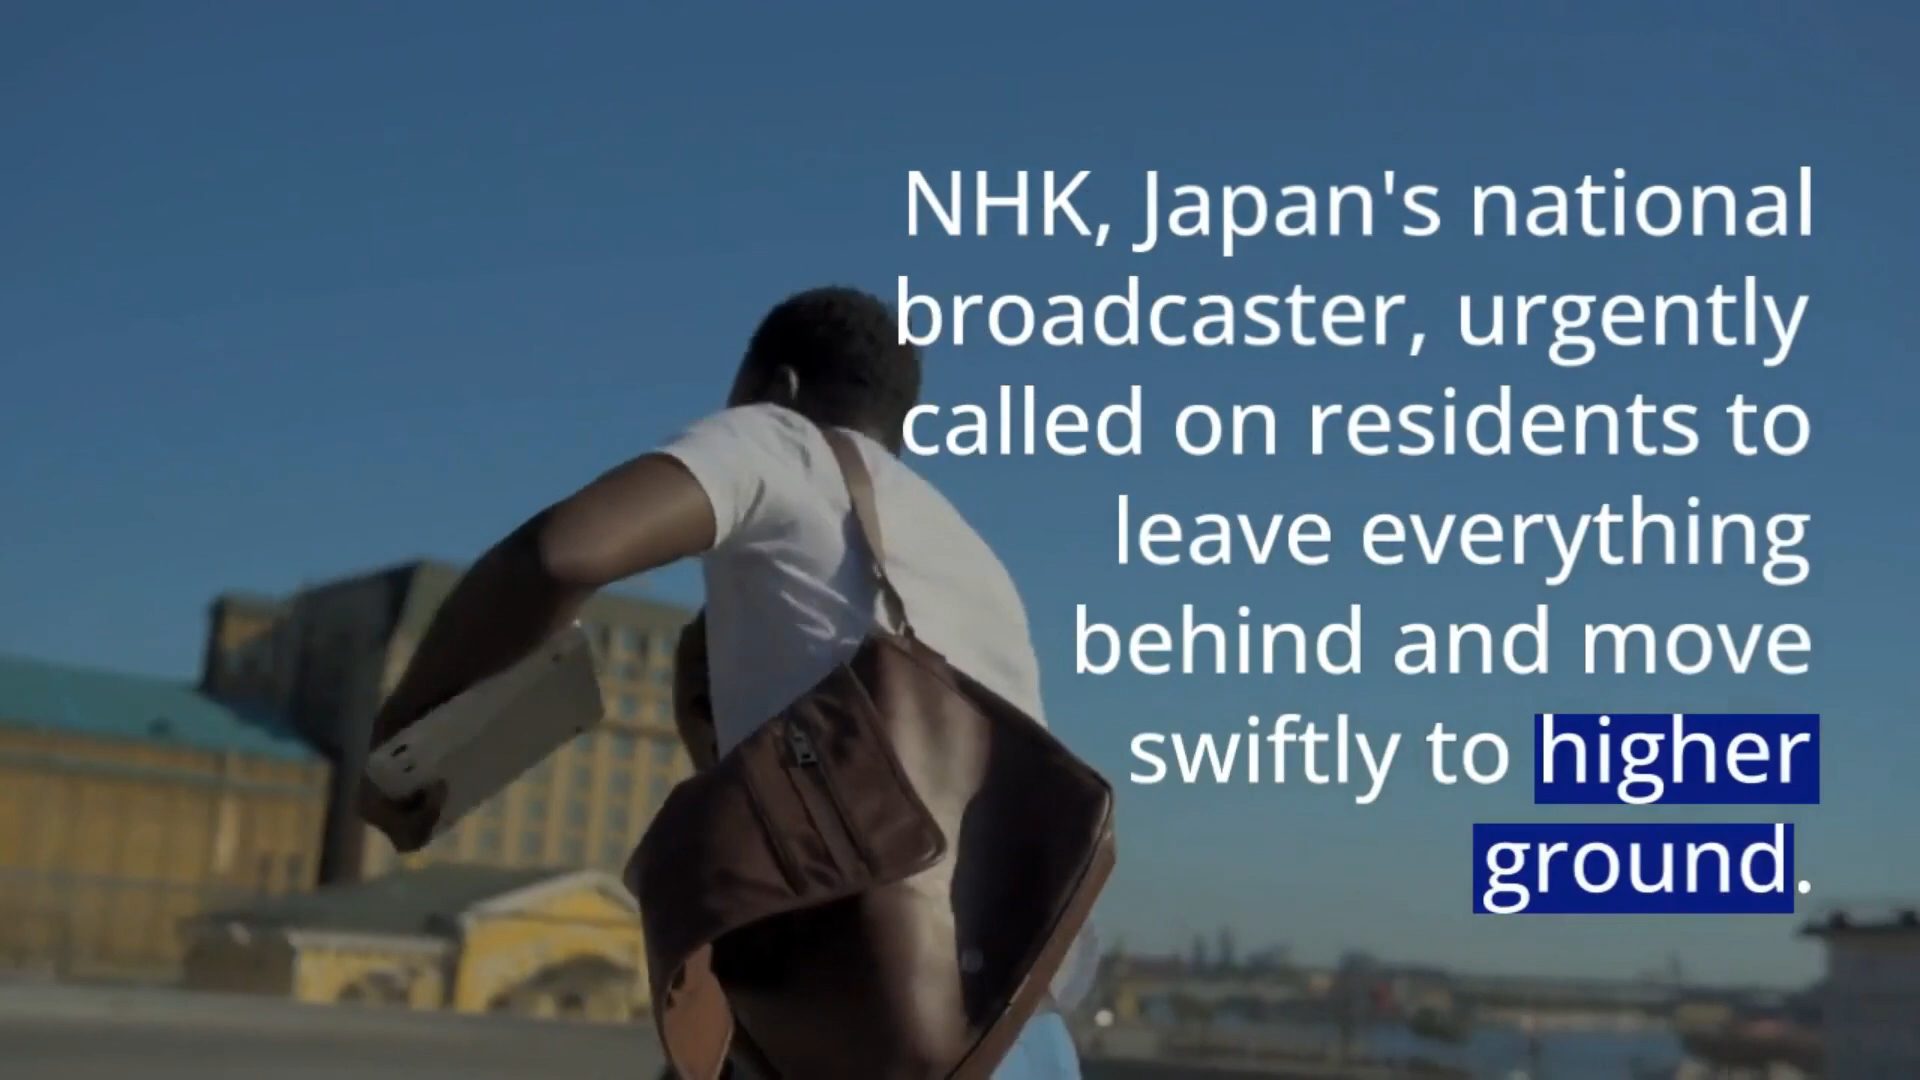 NHK, Japan's national
broadcaster, urgently
called on residents to
leave everything
behind and move
swiftly to higher
ground.